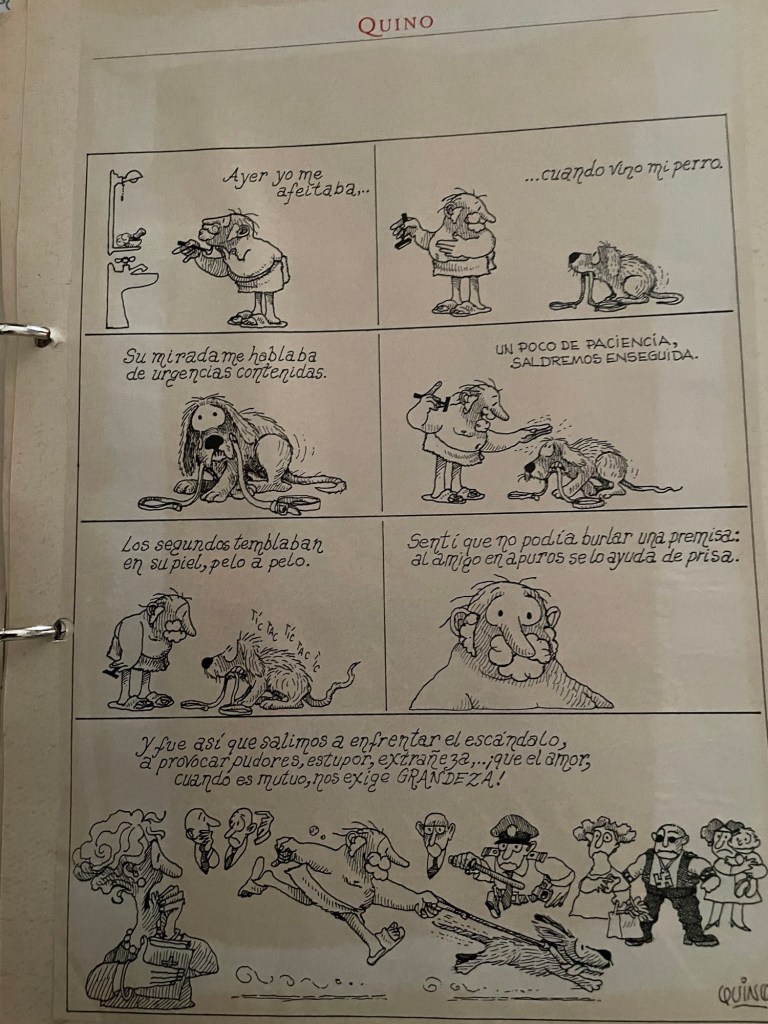 QUINO
Ayer yo me
afeitaba,..
...cuando vino mi perro.
Su mirada me hablaba
de urgencias contenidas.
UN POCO DE PACIENCIA,
SALDREMOS ENSEGUIDA.
Los segundos temblaban
en su piel, pelo a pelo.
TIC TAC TIC TAC TIC
Sentí que no podía burlar una premisa:
al amigo en apuros se lo ayuda de prisa.
Y fue así que salimos a enfrentar el escándalo,
a provocar pudores, estupor, extrañeza,..¡que el amor,
cuando es mutuo, nos exige GRANDEZA!
QUINO